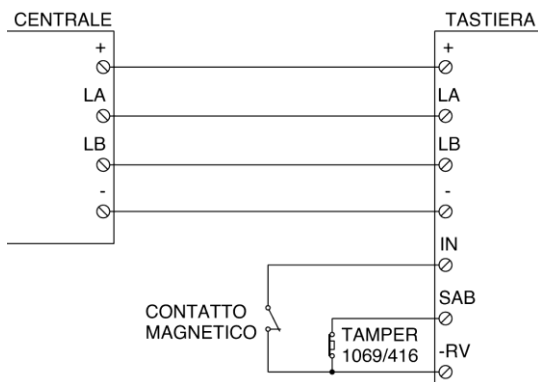 CENTRALE
TASTIERA
+
+
LA
LA
LB
LB
-
-
IN
SAB
CONTATTO
MAGNETICO
TAMPER
1069/416
-RV